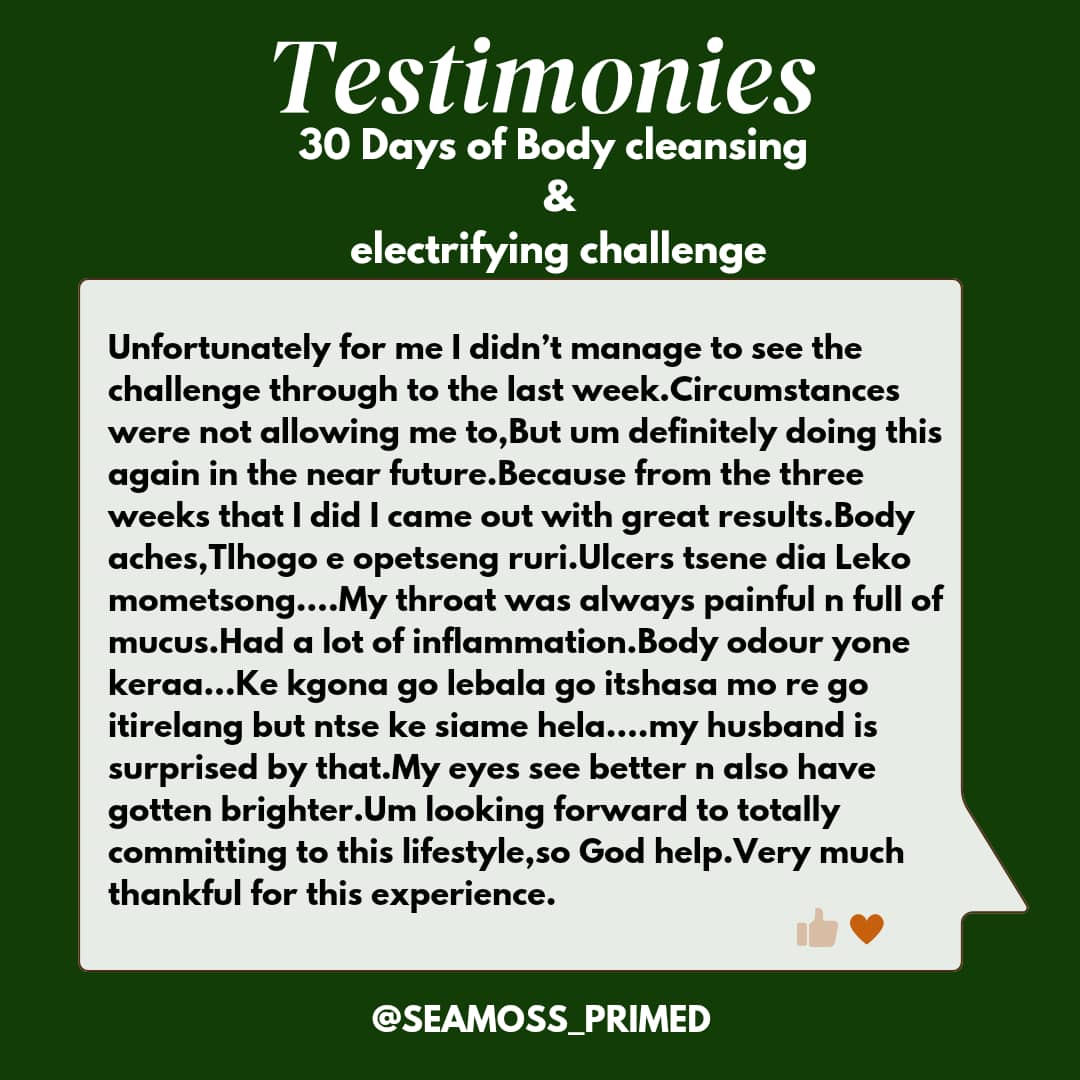 Testimonies
30 Days of Body cleansing
&
electrifying challenge
Unfortunately for me I didn’t manage to see the
challenge through to the last week.Circumstances
were not allowing me to,But um definitely doing this
again in the near future.Because from the three
weeks that I did I came out with great results.Body
aches,Tlhogo e opetseng ruri.Ulcers tsene dia Leko
mometsong....My throat was always painful n full of
mucus.Had a lot of inflammation.Body odour yone
keraa...Ke kgona go lebala go itshasa mo re go
itirelang but ntse ke siame hela....my husband is
surprised by that.My eyes see better n also have
gotten brighter.Um looking forward to totally
committing to this lifestyle,so God help.Very much
thankful for this experience.
@SEAMOSS_PRIMED